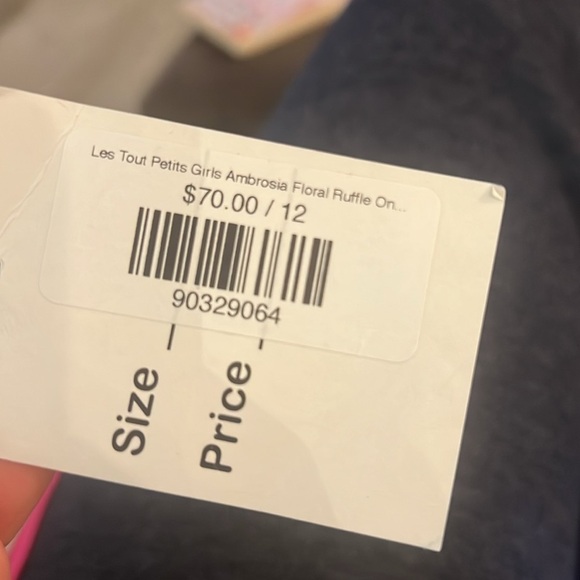 Les Tout Petits Girls Ambrosia Floral Ruffle On...
$70.00 / 12
90329064
Size
Price